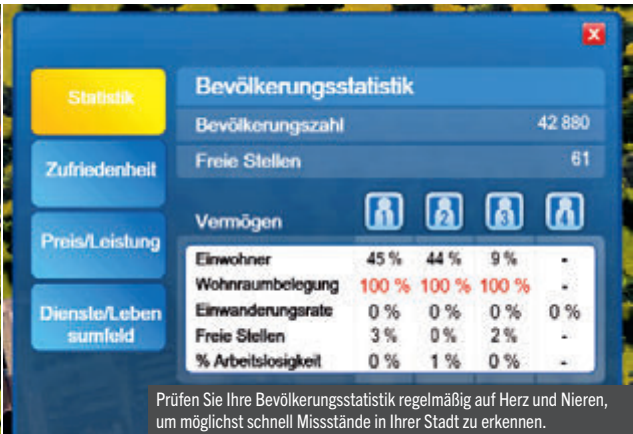 Statistik
Zufriedenheit
Preis/Leistung
Dienste/Leben
sumfeld
Bevölkerungsstatistik
Bevölkerungszahl 42 880
Freie Stellen 61
Vermögen 1 2 3 4
Einwohner 45 % 44 % 9 % -
Wohnraumbelegung 100 % 100 % 100 % -
Einwanderungsrate 0 % 0 % 0 % 0 %
Freie Stellen 3 % 0 % 2 % -
% Arbeitslosigkeit 0 % 1 % 0 % -
Prüfen Sie Ihre Bevölkerungsstatistik regelmäßig auf Herz und Nieren,
um möglichst schnell Missstände in Ihrer Stadt zu erkennen.